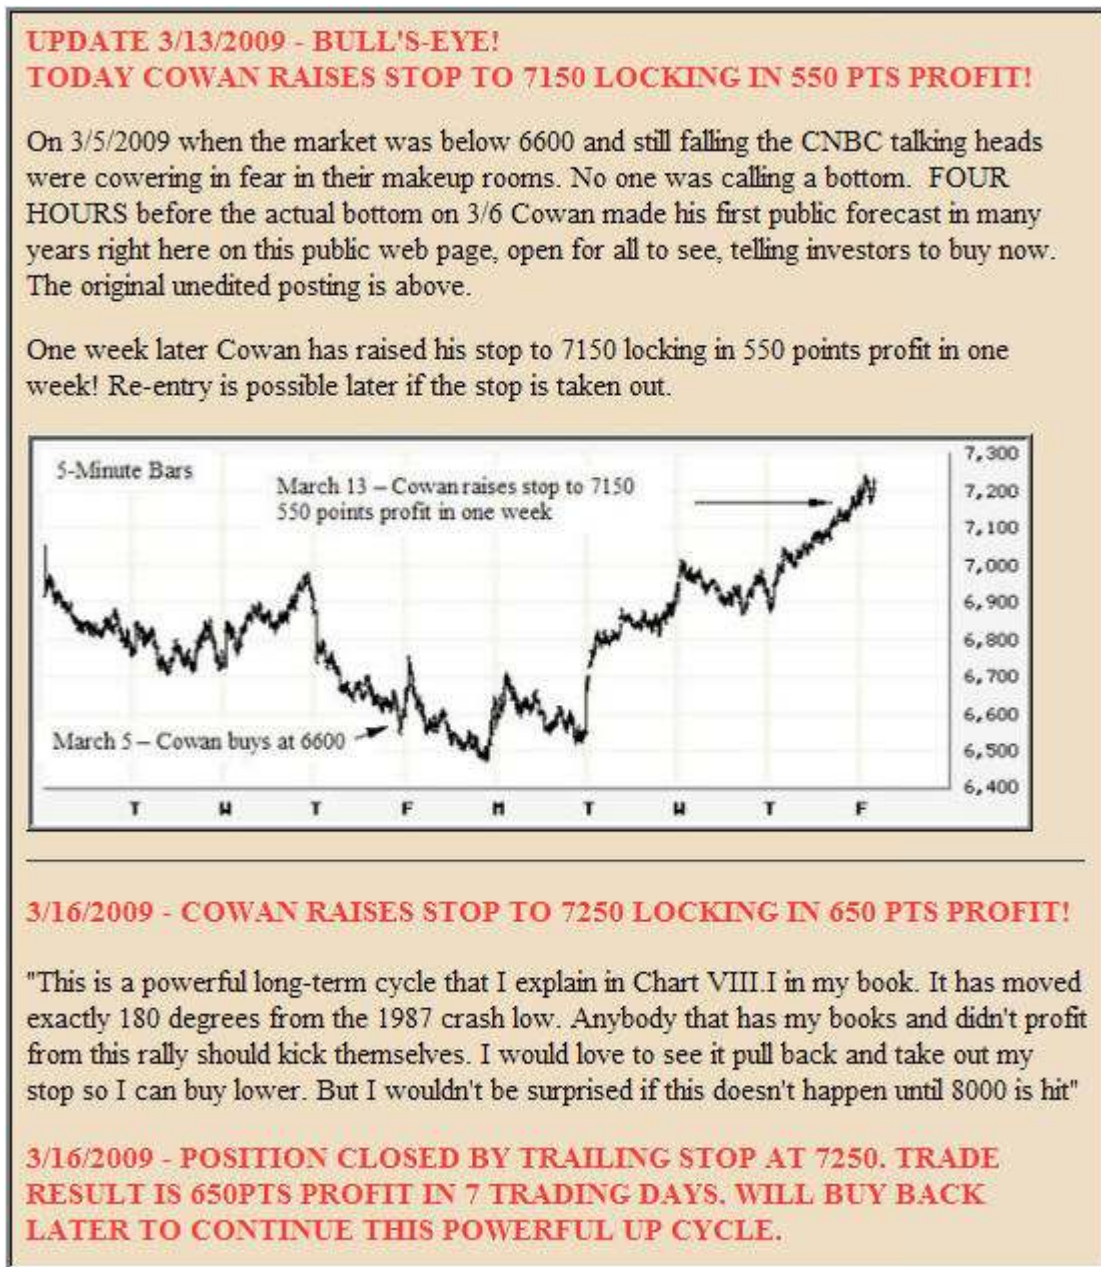 UPDATE 3/13/2009 - BULL'S-EYE!
TODAY COWAN RAISES STOP TO 7150 LOCKING IN 550 PTS PROFIT!
On 3/5/2009 when the market was below 6600 and still falling the CNBC talking heads
were cowering in fear in their makeup rooms. No one was calling a bottom.  FOUR
HOURS before the actual bottom on 3/6 Cowan made his first public forecast in many
years right here on this public web page, open for all to see, telling investors to buy now.
The original unedited posting is above.
One week later Cowan has raised his stop to 7150 locking in 550 points profit in one
week! Re-entry is possible later if the stop is taken out.
5-Minute Bars
March 13 – Cowan raises stop to 7150
550 points profit in one week
7,300
7,200
7,100
7,000
6,900
6,800
6,700
6,600
6,500
6,400
March 5 – Cowan buys at 6600
T W T F M T W T F
3/16/2009 - COWAN RAISES STOP TO 7250 LOCKING IN 650 PTS PROFIT!
"This is a powerful long-term cycle that I explain in Chart VIII.I in my book. It has moved
exactly 180 degrees from the 1987 crash low. Anybody that has my books and didn't profit
from this rally should kick themselves. I would love to see it pull back and take out my
stop so I can buy lower. But I wouldn't be surprised if this doesn't happen until 8000 is hit"
3/16/2009 - POSITION CLOSED BY TRAILING STOP AT 7250. TRADE
RESULT IS 650PTS PROFIT IN 7 TRADING DAYS. WILL BUY BACK
LATER TO CONTINUE THIS POWERFUL UP CYCLE.